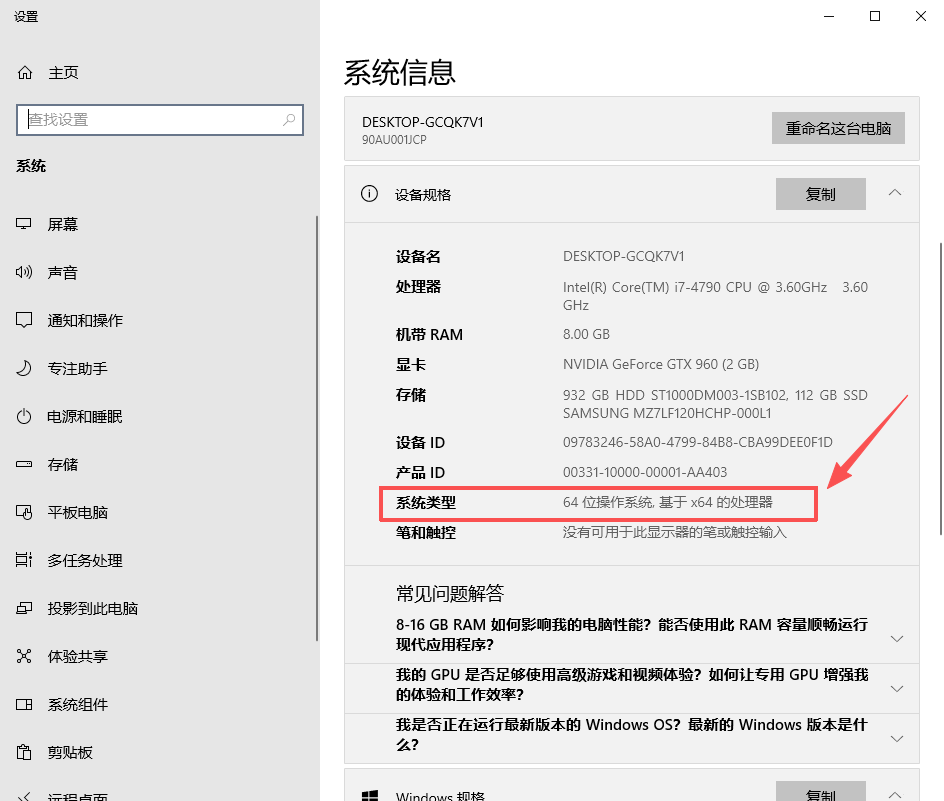 设置
主页
查找设置
系统
屏幕
声音
通知和操作
专注助手
电源和睡眠
存储
平板电脑
多任务处理
投影到此电脑
体验共享
系统组件
剪贴板
远程桌面
系统信息
DESKTOP-GCQK7V1
90AU001JCP
重命名这台电脑
设备规格
复制
设备名 DESKTOP-GCQK7V1
处理器 Intel(R) Core(TM) i7-4790 CPU @ 3.60GHz 3.60
GHz
机带 RAM 8.00 GB
显卡 NVIDIA GeForce GTX 960 (2 GB)
存储 932 GB HDD ST1000DM003-1SB102, 112 GB SSD
SAMSUNG MZ7LF120HCHP-000L1
设备 ID 09783246-58A0-4799-84B8-CBA99DEE0F1D
产品 ID 00331-10000-00001-AA403
系统类型 64 位操作系统, 基于 x64 的处理器
笔和触控 没有可用于此显示器的笔或触控输入
常见问题解答
8-16 GB RAM 如何影响我的电脑性能？能否使用此 RAM 容量顺畅运行
现代应用程序？
我的 GPU 是否足够使用高级游戏和视频体验？如何让专用 GPU 增强我
的体验和工作效率？
我是否正在运行最新版本的 Windows OS？最新的 Windows 版本是什
么？
Windows 规格
复制